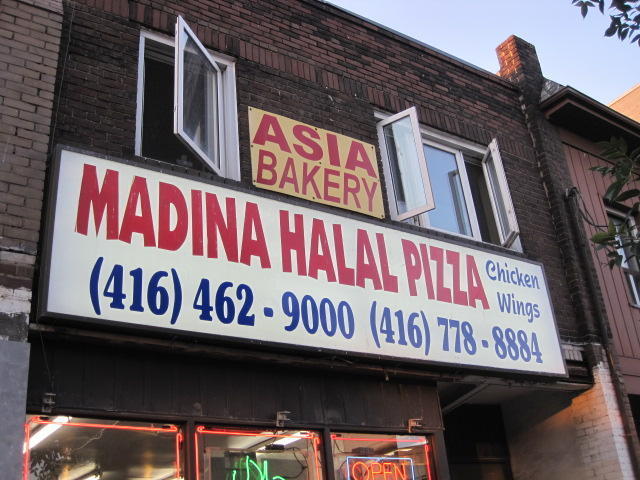 ASIA
BAKERY
MADINA HALAL PIZZA
Chicken
Wings
(416) 462 - 9000 (416) 778 - 8884
OPEN